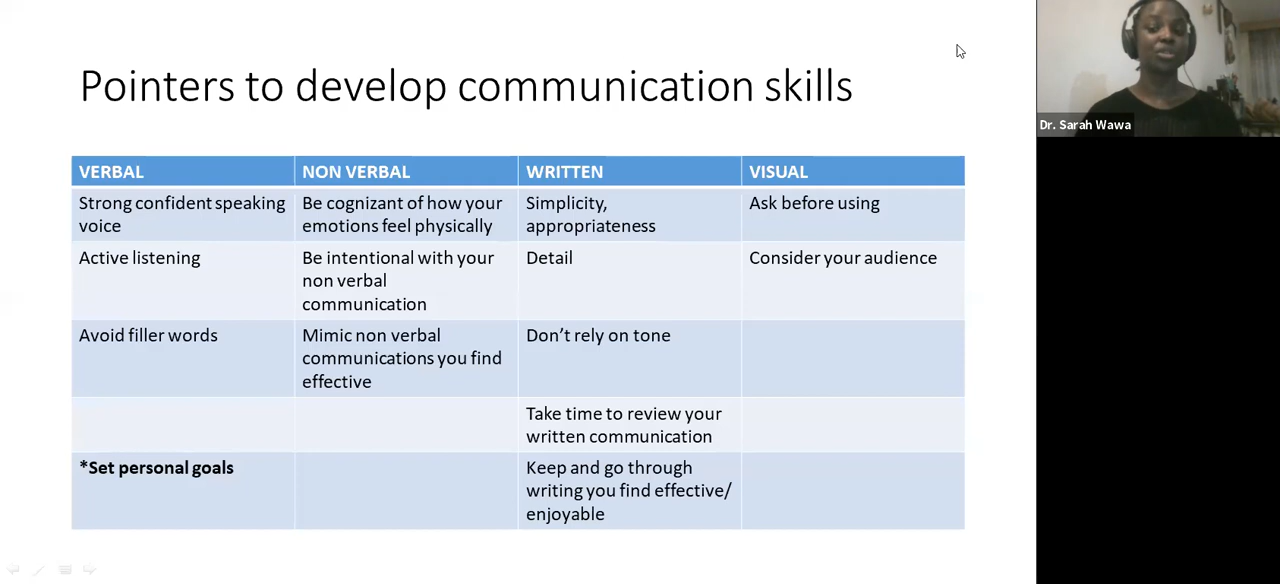 Pointers to develop communication skills
Dr. Sarah Wawa
VERBAL
NON VERBAL
WRITTEN
VISUAL
Strong confident speaking
voice
Be cognizant of how your
emotions feel physically
Simplicity,
appropriateness
Ask before using
Active listening
Be intentional with your
non verbal
communication
Detail
Consider your audience
Avoid filler words
Mimic non verbal
communications you find
effective
Don’t rely on tone
Take time to review your
written communication
*Set personal goals
Keep and go through
writing you find effective/
enjoyable